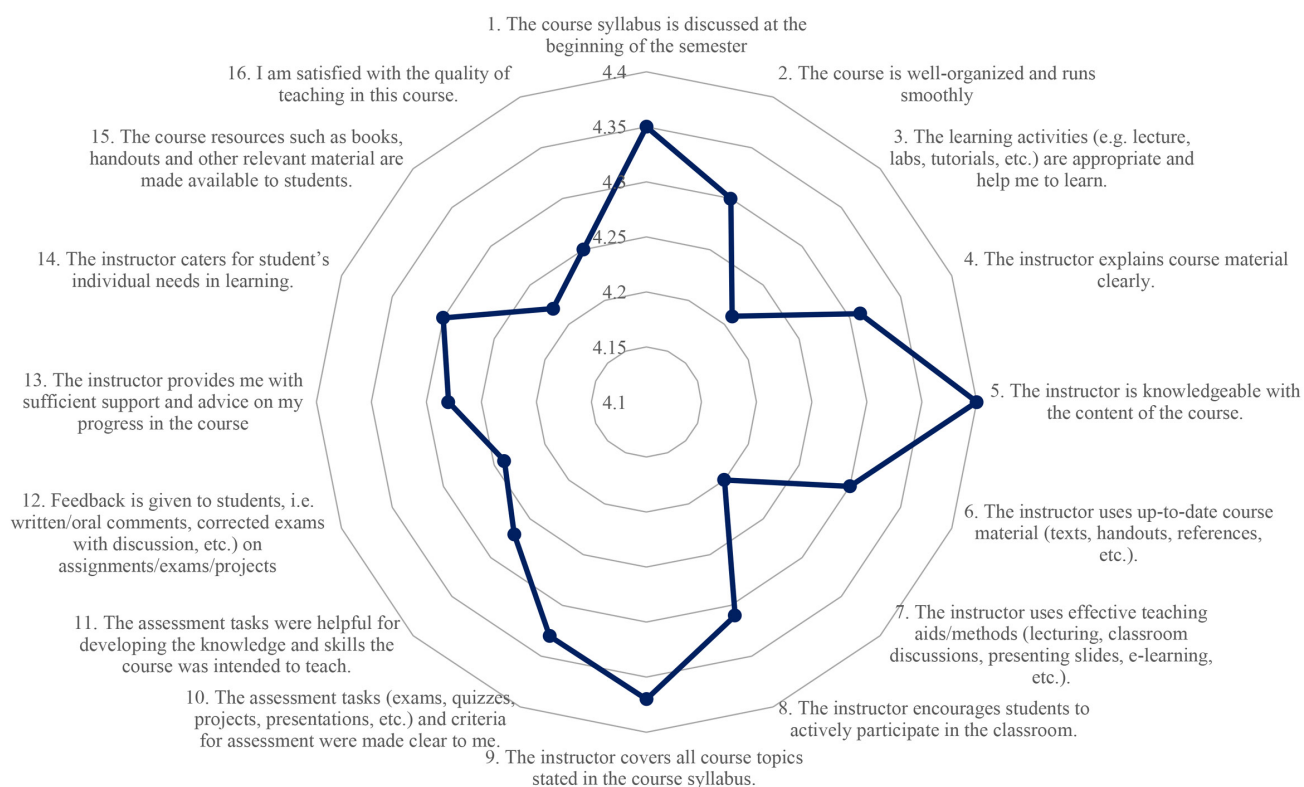 1. The course syllabus is discussed at the
beginning of the semester
2. The course is well-organized and runs
smoothly
3. The learning activities (e.g. lecture,
labs, tutorials, etc.) are appropriate and
help me to learn.
4. The instructor explains course material
clearly.
5. The instructor is knowledgeable with
the content of the course.
6. The instructor uses up-to-date course
material (texts, handouts, references,
etc.).
7. The instructor uses effective teaching
aids/methods (lecturing, classroom
discussions, presenting slides, e-learning,
etc.).
8. The instructor encourages students to
actively participate in the classroom.
9. The instructor covers all course topics
stated in the course syllabus.
10. The assessment tasks (exams, quizzes,
projects, presentations, etc.) and criteria
for assessment were made clear to me.
11. The assessment tasks were helpful for
developing the knowledge and skills the
course was intended to teach.
12. Feedback is given to students, i.e.
written/oral comments, corrected exams
with discussion, etc.) on
assignments/exams/projects
13. The instructor provides me with
sufficient support and advice on my
progress in the course
14. The instructor caters for student’s
individual needs in learning.
15. The course resources such as books,
handouts and other relevant material are
made available to students.
16. I am satisfied with the quality of
teaching in this course.
4.4
4.35
4.3
4.25
4.2
4.15
4.1